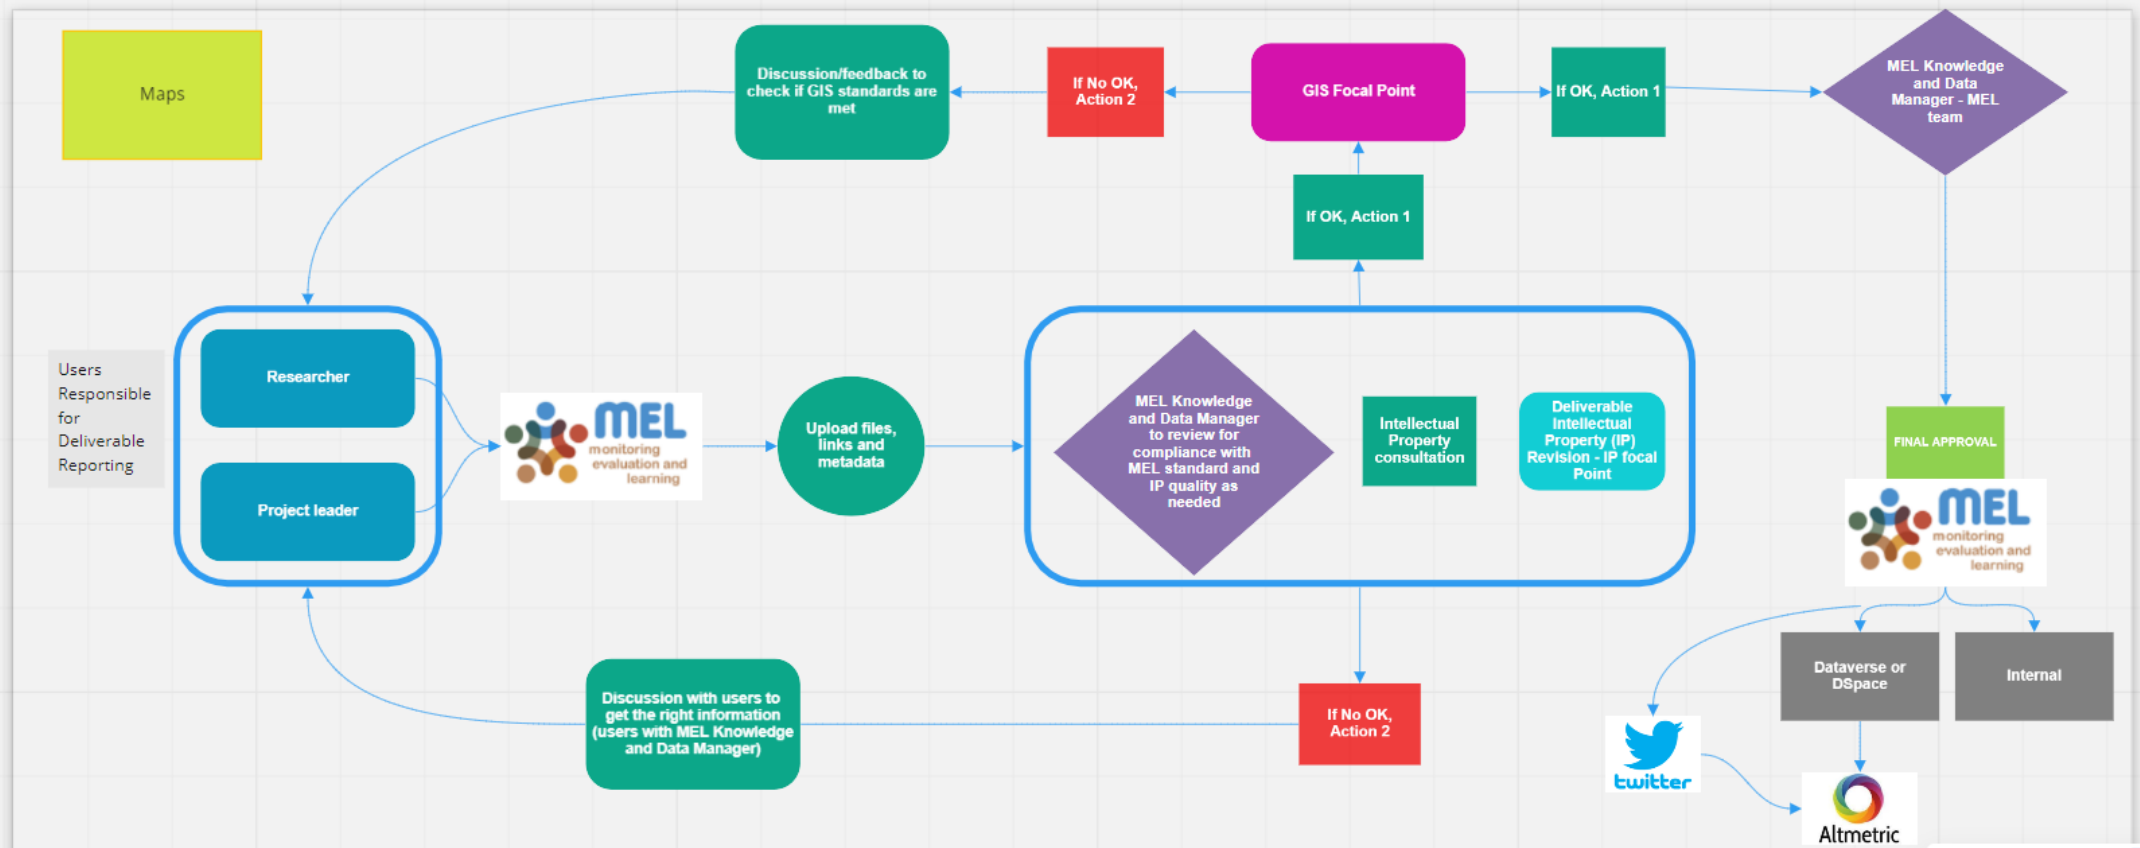 Maps
Discussion/feedback to
check if GIS standards are
met
If No OK,
Action 2
GIS Focal Point
If OK, Action 1
MEL Knowledge
and Data
Manager - MEL
team
If OK, Action 1
Users
Responsible
for
Deliverable
Reporting
Researcher
Project leader
MEL
monitoring
evaluation and
learning
Upload files,
links and
metadata
MEL Knowledge
and Data Manager
to review for
compliance with
MEL standard and
IP quality as
needed
Intellectual
Property
consultation
Deliverable
Intellectual
Property (IP)
Revision - IP focal
Point
FINAL APPROVAL
MEL
monitoring
evaluation and
learning
Discussion with users to
get the right information
(users with MEL Knowledge
and Data Manager)
If No OK,
Action 2
Dataverse or
DSpace
Internal
twitter
Altmetric